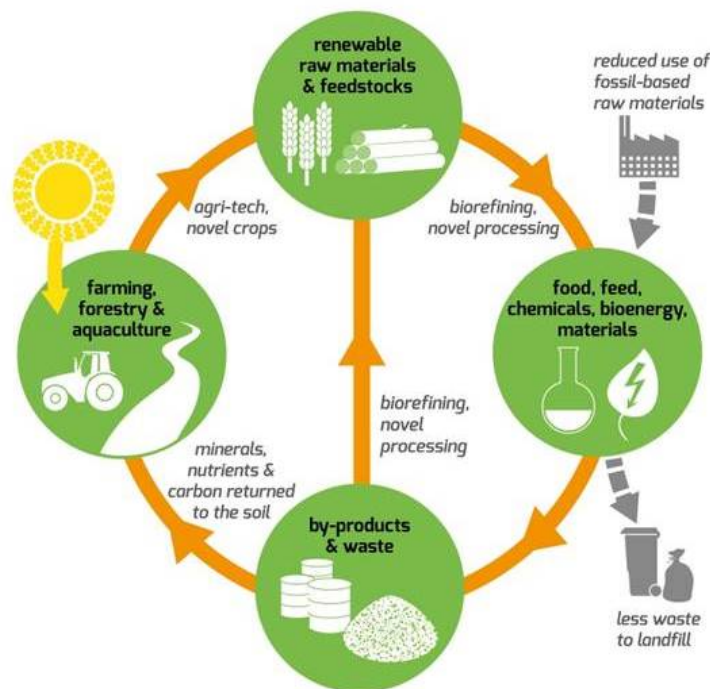 renewable
raw materials
& feedstocks
reduced use of
fossil-based
raw materials
agri-tech,
novel crops
biorefining,
novel processing
farming,
forestry &
aquaculture
food, feed,
chemicals, bioenergy,
materials
biorefining,
novel
processing
minerals,
nutrients &
carbon returned
to the soil
by-products
& waste
less waste
to landfill